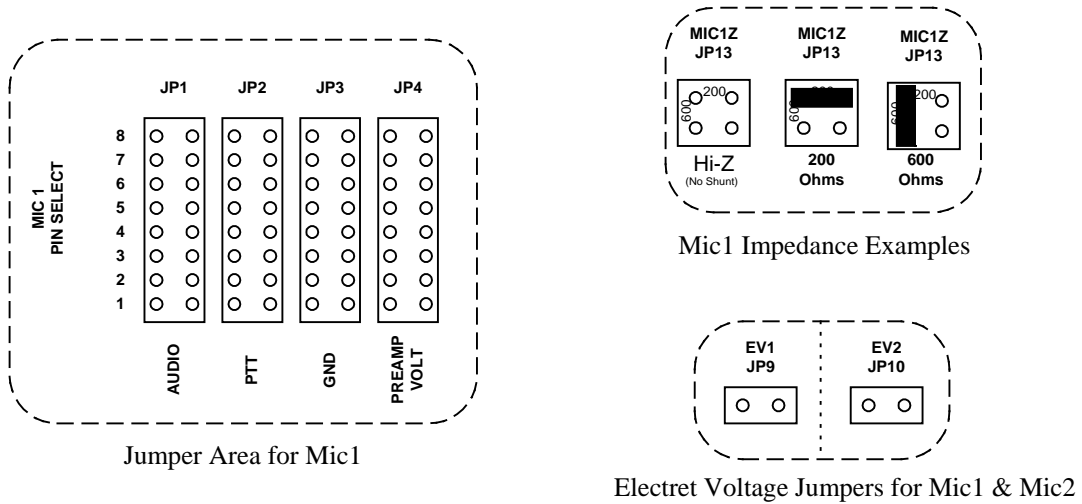 JP1 JP2 JP3 JP4
MIC 1
PIN SELECT
8
7
6
5
4
3
2
1
AUDIO
PTT
GND
PREAMP
VOLT
Jumper Area for Mic1
MIC1Z
JP13
200
600
Hi-Z
(No Shunt)
MIC1Z
JP13
600
200
Ohms
MIC1Z
JP13
200
600
Ohms
Mic1 Impedance Examples
EV1
JP9
EV2
JP10
Electret Voltage Jumpers for Mic1 & Mic2